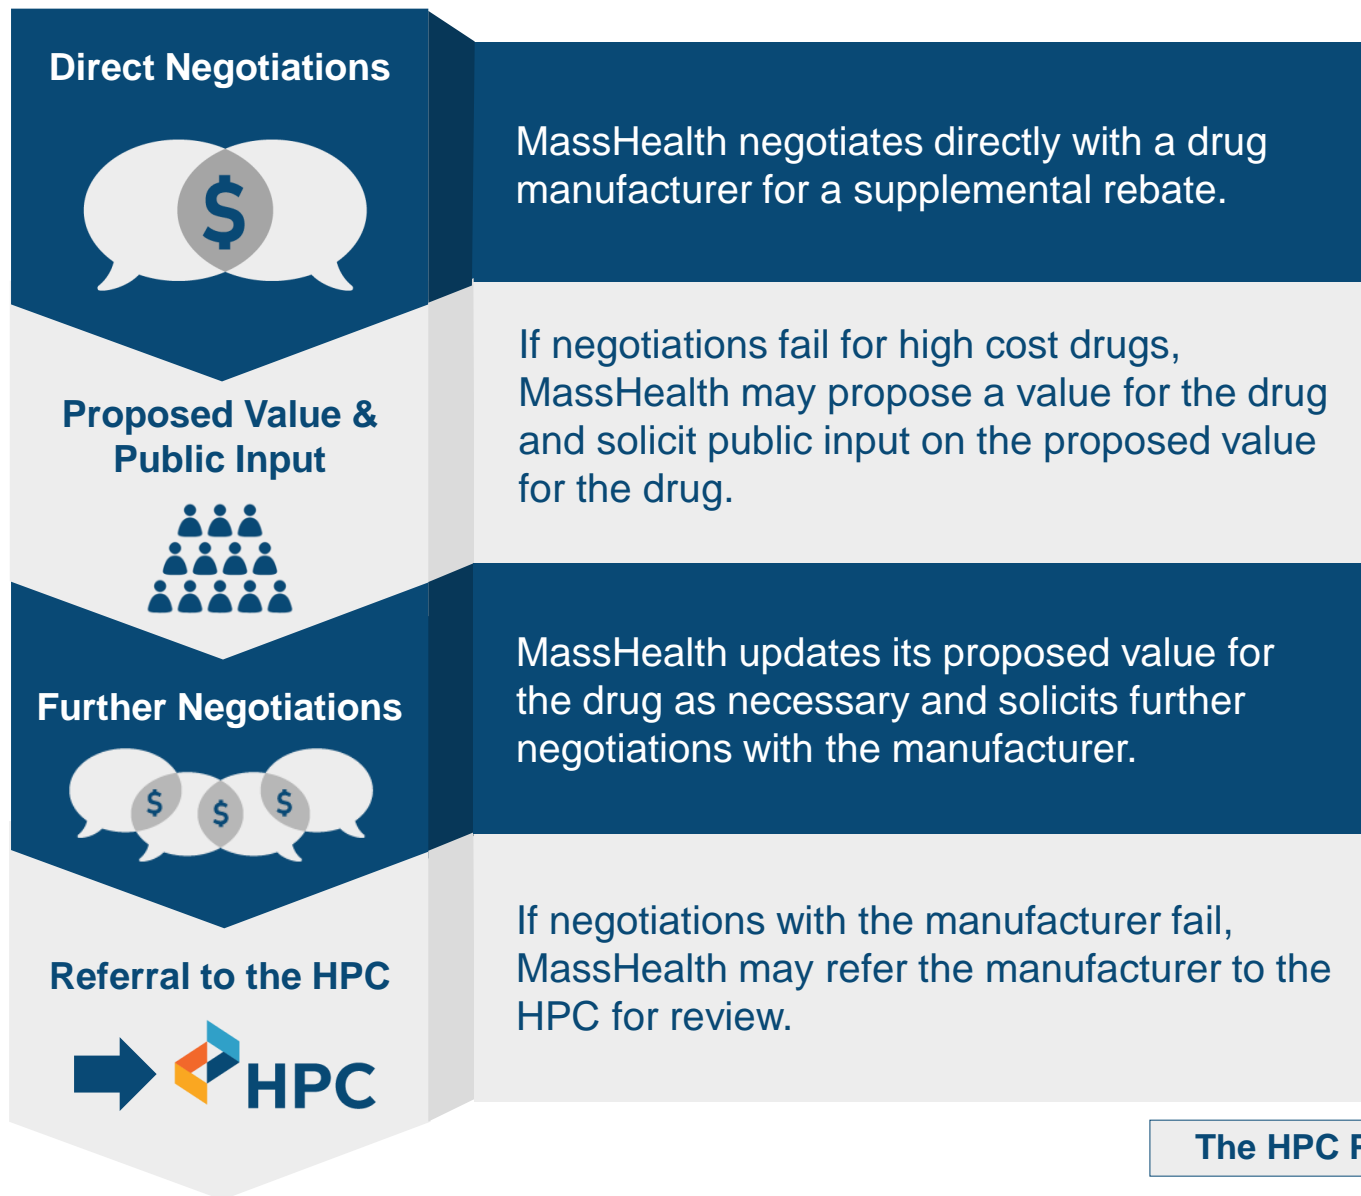 Direct Negotiations
$
MassHealth negotiates directly with a drug
manufacturer for a supplemental rebate.
Proposed Value &
Public Input
If negotiations fail for high cost drugs,
MassHealth may propose a value for the drug
and solicit public input on the proposed value
for the drug.
Further Negotiations
$ $ $
MassHealth updates its proposed value for
the drug as necessary and solicits further
negotiations with the manufacturer.
Referral to the HPC
HPC
If negotiations with the manufacturer fail,
MassHealth may refer the manufacturer to the
HPC for review.
The HPC